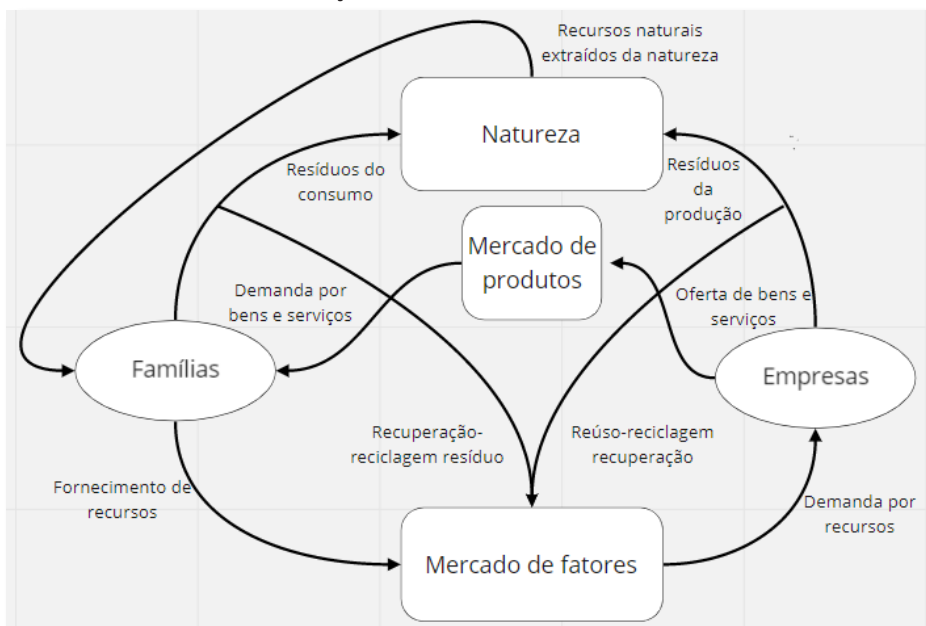 Recursos naturais
extraídos da natureza
Natureza
Resíduos do
consumo
Resíduos
da
produção
Mercado de
produtos
Demanda por
bens e serviços
Oferta de bens e
serviços
Famílias
Empresas
Recuperação-
reciclagem resíduo
Reúso-reciclagem
recuperação
Fornecimento de
recursos
Demanda por
recursos
Mercado de fatores